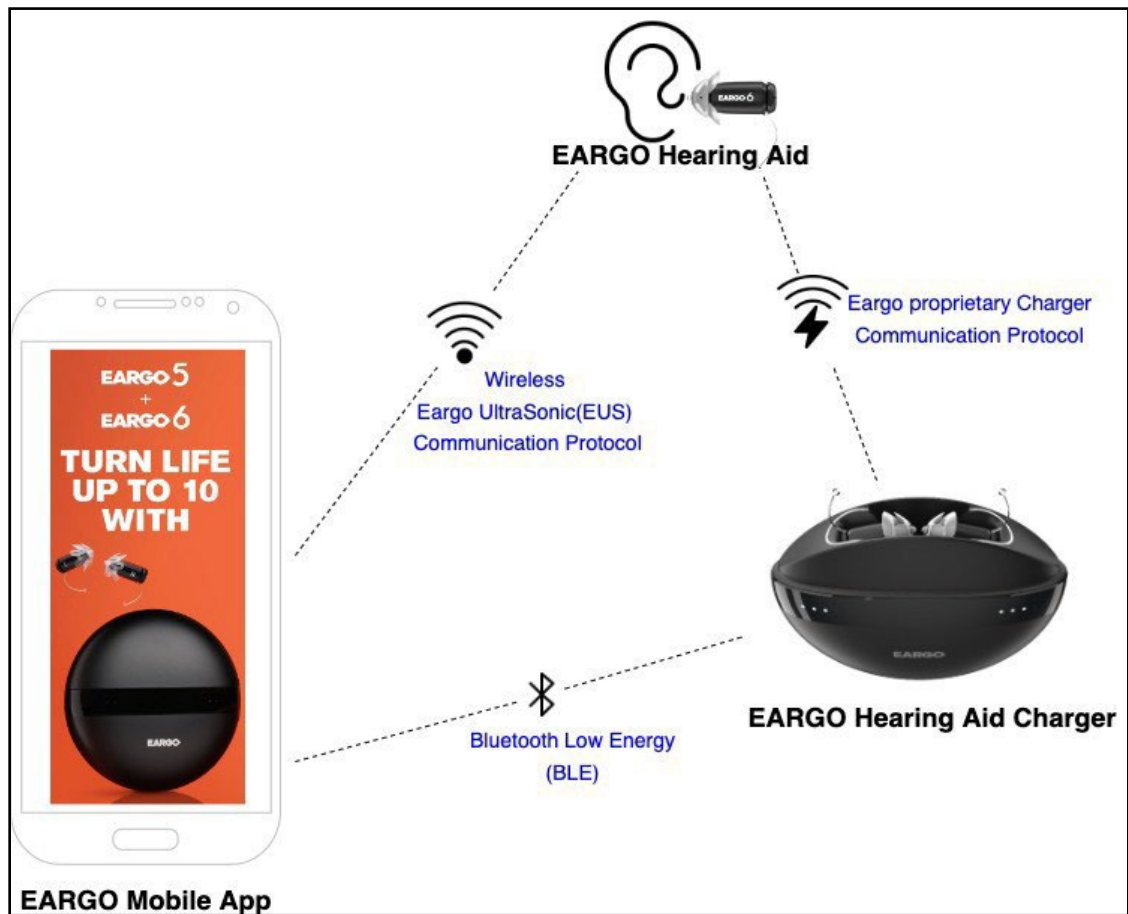 EARGO 6
EARGO Hearing Aid
Eargo proprietary Charger
Communication Protocol
Wireless
Eargo UltraSonic(EUS)
Communication Protocol
EARGO 5
+
EARGO 6
TURN LIFE
UP TO 10
WITH
EARGO
EARGO
EARGO Hearing Aid Charger
Bluetooth Low Energy
(BLE)
EARGO Mobile App